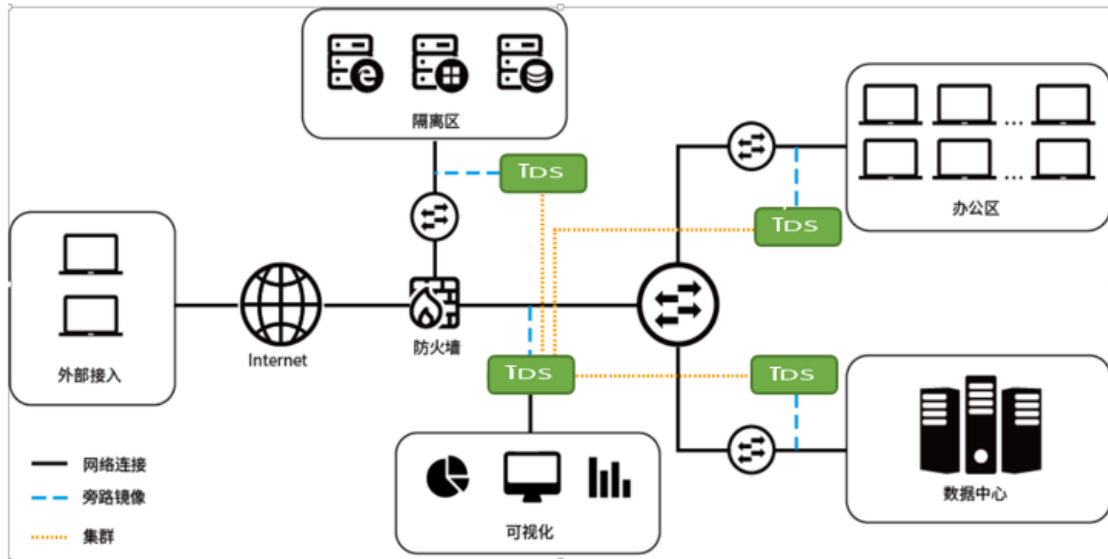 隔离区
TDS
办公区
TDS
外部接入
Internet
防火墙
TDS
TDS
网络连接
旁路镜像
集群
可视化
数据中心